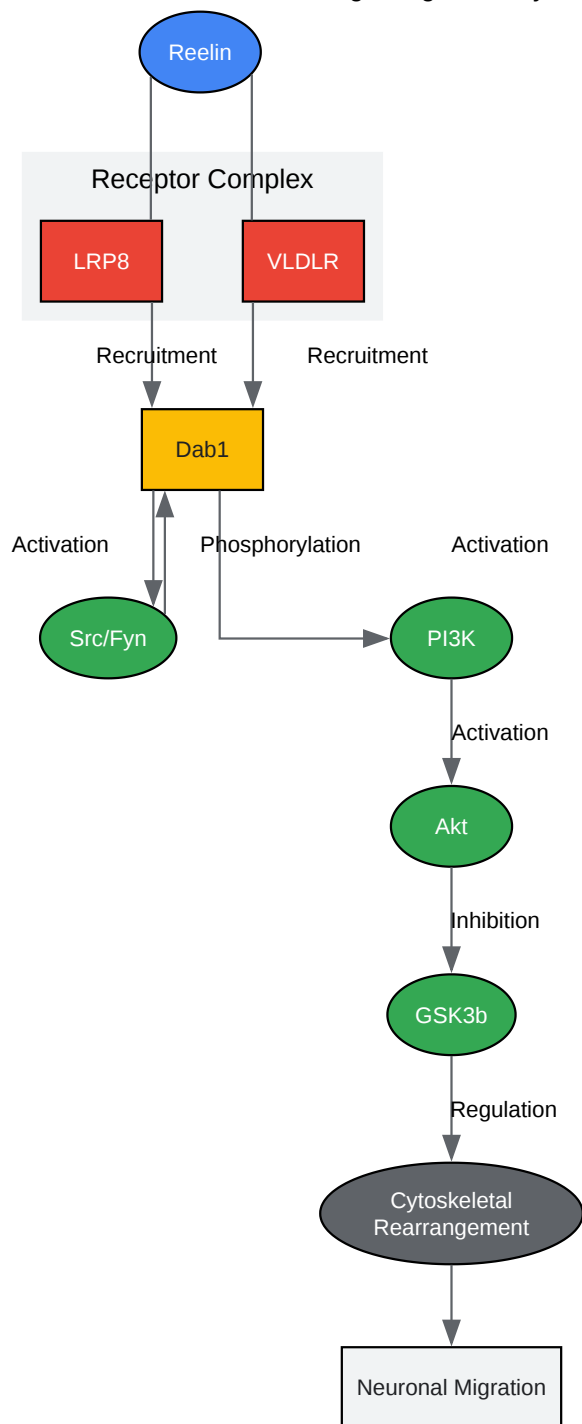 Reelin
Receptor Complex
LRP8
VLDLR
Recruitment
Recruitment
Dab1
Activation
Phosphorylation
Activation
Src/Fyn
PI3K
Activation
Akt
Inhibition
GSK3b
Regulation
Cytoskeletal
Rearrangement
Neuronal Migration